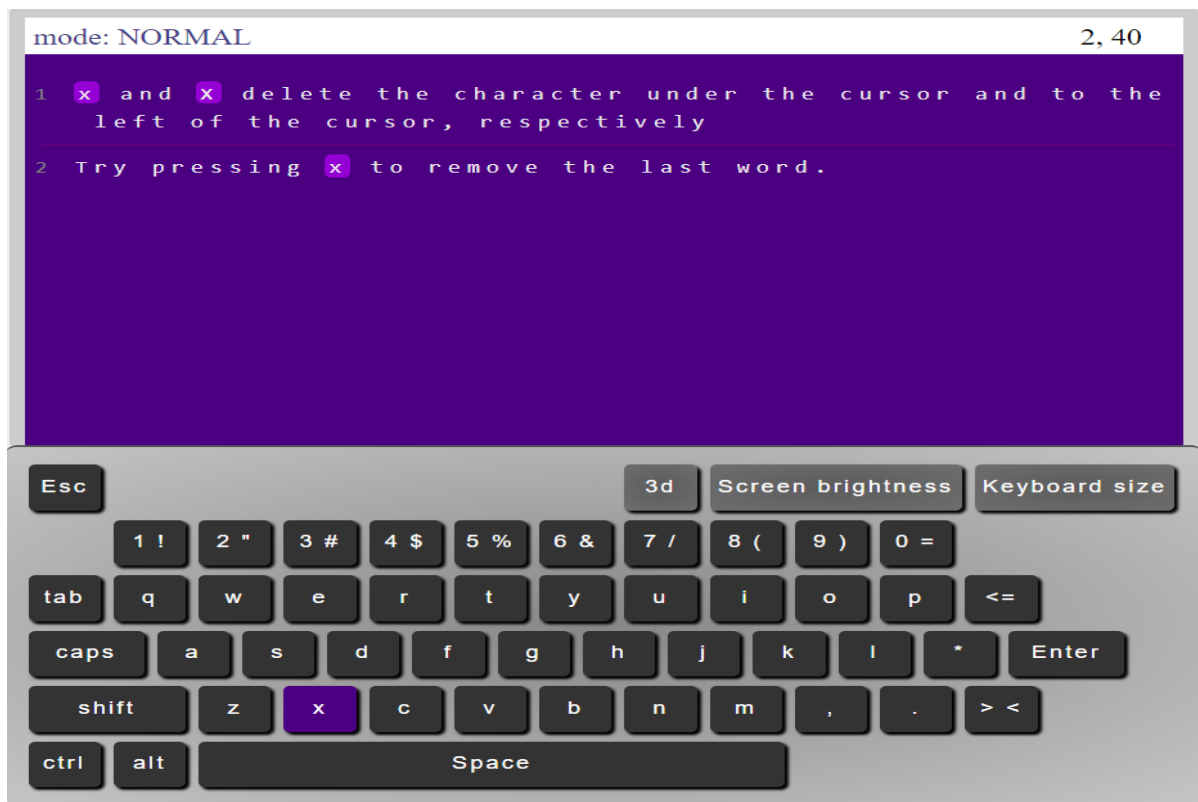 mode: NORMAL 2, 40
1 x and X delete the character under the cursor and to the
left of the cursor, respectively
2 Try pressing x to remove the last word.
Esc 3d Screen brightness Keyboard size
1 ! 2 " 3 # 4 $ 5 % 6 & 7 / 8 ( 9 ) 0 =
tab q w e r t y u i o p <=
caps a s d f g h j k l * Enter
shift z x c v b n m , . > <
ctrl alt Space